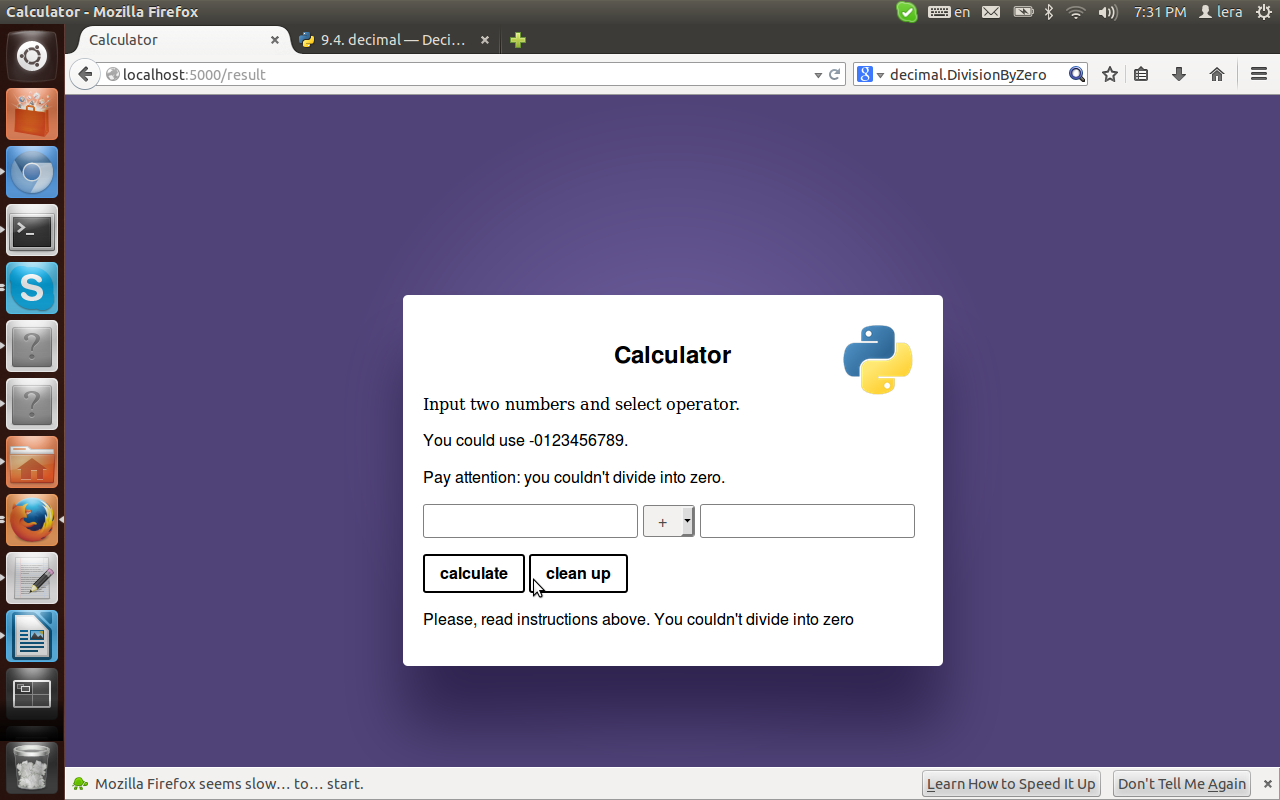 Calculator - Mozilla Firefox
en
7:31 PM
lera
Calculator
9.4. decimal — Deci...
localhost:5000/result
8
decimal.DivisionByZero
>_
S
?
?
Calculator
Input two numbers and select operator.
You could use -0123456789.
Pay attention: you couldn't divide into zero.
+
calculate
clean up
Please, read instructions above. You couldn't divide into zero
Mozilla Firefox seems slow... to... start.
Learn How to Speed It Up
Don't Tell Me Again